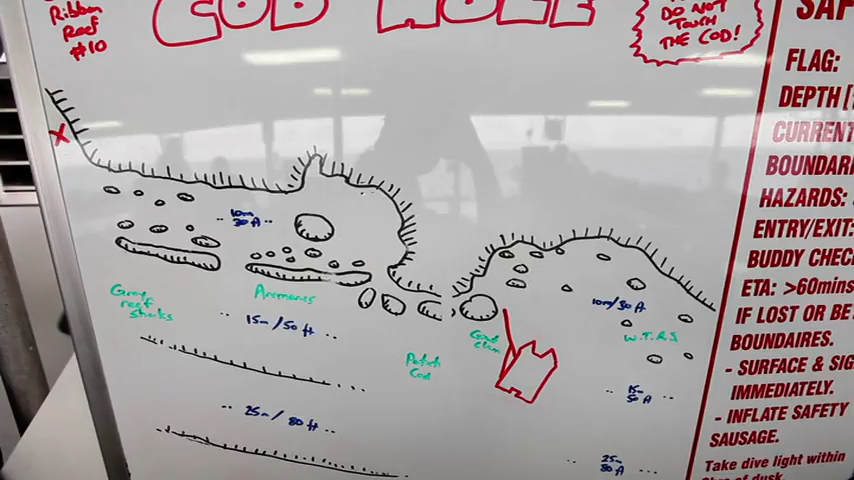 Ribbon
Reef
#10
COD HOLE
DO NOT
TOUCH
THE COD!
X
10m
30 ft
Grey
reef
sharks
Anemones
15m/50 ft
25m/80 ft
Potato
Cod
Giant
clam
10m/30 ft
W.T.R.S.
15m
50 ft
25m
80 ft
FLAG:
DEPTH
CURRENT
HAZARDS:
ENTRY/EXIT:
BUDDY CHEC
ETA: >60mins
IF LOST OR BE
BOUNDAIRES.
- SURFACE & SIG
IMMEDIATELY.
- INFLATE SAFETY
SAUSAGE.
Take dive light within